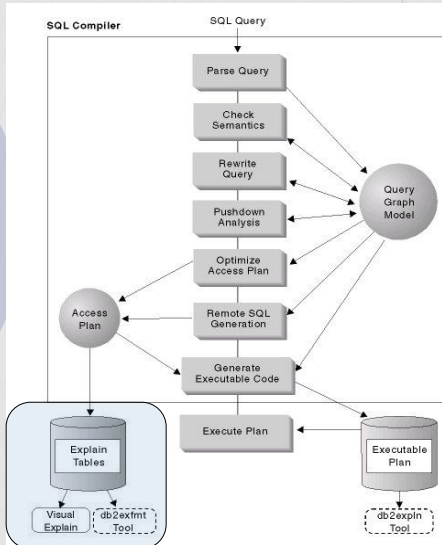 SQL Query
SQL Compiler
Parse Query
Check
Semantics
Rewrite
Query
Query
Graph
Model
Pushdown
Analysis
Optimize
Access Plan
Access
Plan
Remote SQL
Generation
Generate
Executable Code
Explain
Tables
Execute Plan
Executable
Plan
Visual
Explain
db2exfmt
Tool
db2expln
Tool